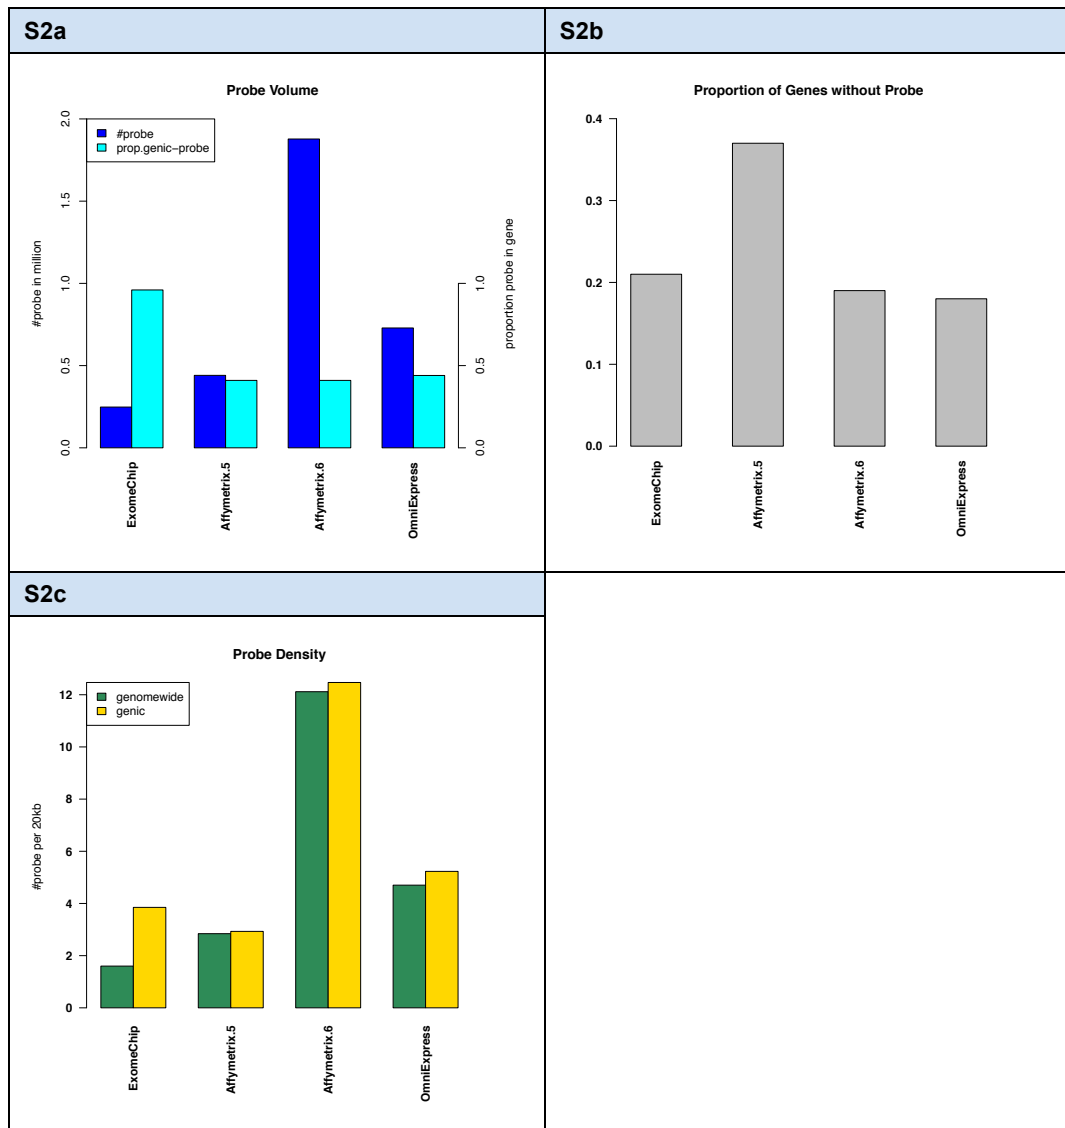 S2a
S2b
Probe Volume
#probe
prop.genic-probe
#probe in million
2.0
1.5
1.0
0.5
0.0
proportion probe in gene
1.0
0.5
0.0
ExomeChip
Affymetrix.5
Affymetrix.6
OmniExpress
Proportion of Genes without Probe
0.4
0.3
0.2
0.1
0.0
ExomeChip
Affymetrix.5
Affymetrix.6
OmniExpress
S2c
Probe Density
genomewide
genic
#probe per 20kb
12
10
8
6
4
2
0
ExomeChip
Affymetrix.5
Affymetrix.6
OmniExpress